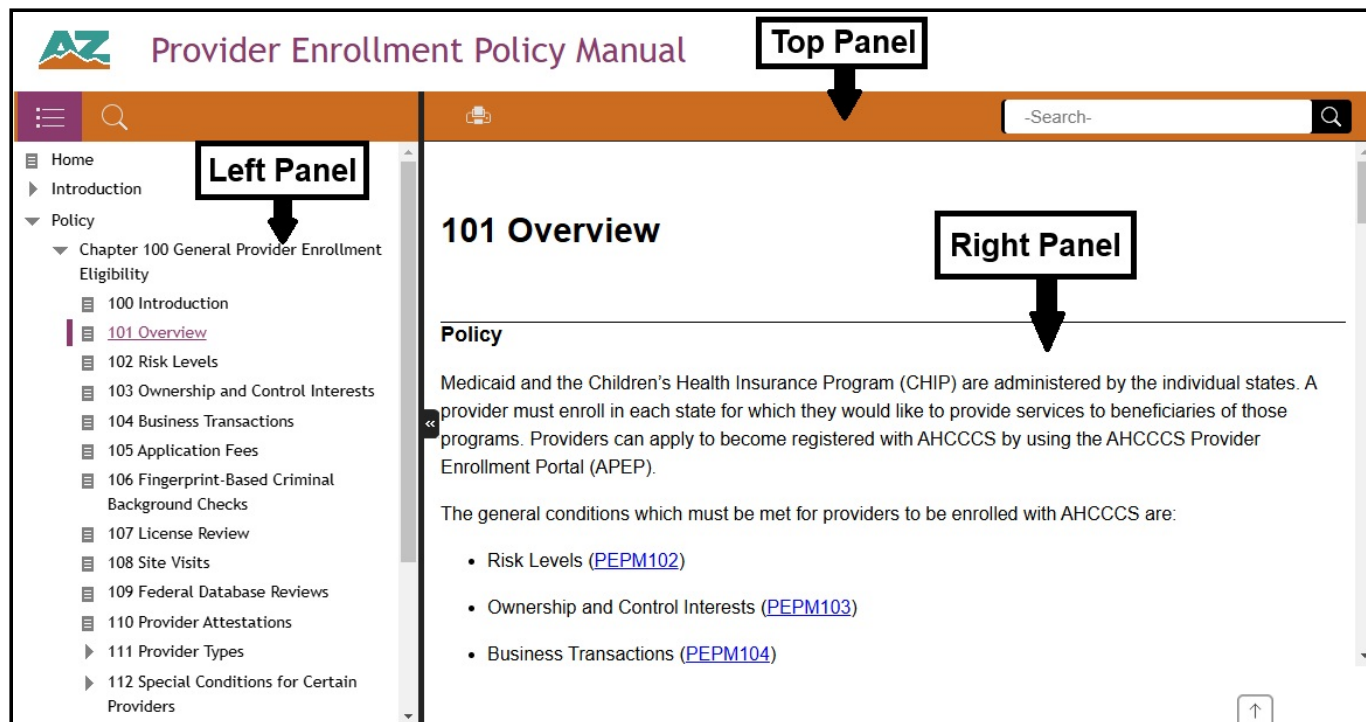 AZ
Provider Enrollment Policy Manual
Top Panel
-Search-
Left Panel
Home
Introduction
Policy
Chapter 100 General Provider Enrollment
Eligibility
100 Introduction
101 Overview
102 Risk Levels
103 Ownership and Control Interests
104 Business Transactions
105 Application Fees
106 Fingerprint-Based Criminal
Background Checks
107 License Review
108 Site Visits
109 Federal Database Reviews
110 Provider Attestations
111 Provider Types
112 Special Conditions for Certain
Providers
«
101 Overview
Right Panel
Policy
Medicaid and the Children’s Health Insurance Program (CHIP) are administered by the individual states. A
provider must enroll in each state for which they would like to provide services to beneficiaries of those
programs. Providers can apply to become registered with AHCCCS by using the AHCCCS Provider
Enrollment Portal (APEP).
The general conditions which must be met for providers to be enrolled with AHCCCS are:
• Risk Levels (PEPM102)
• Ownership and Control Interests (PEPM103)
• Business Transactions (PEPM104)